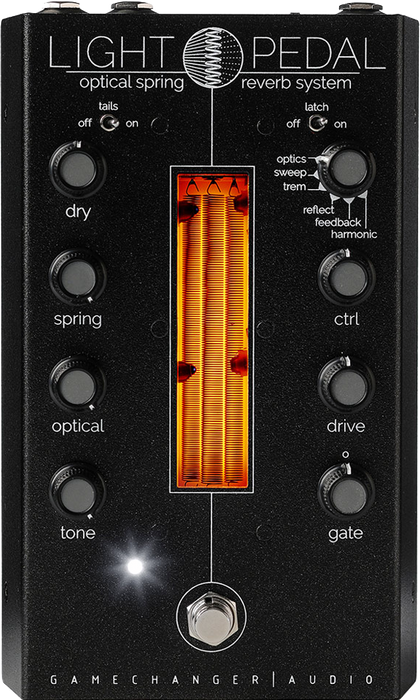 LIGHT PEDAL
optical spring reverb system
tails
off on
latch
off on
optics
sweep
trem
reflect
feedback
harmonic
dry
spring
ctrl
optical
drive
tone
gate
GAMECHANGER | AUDIO